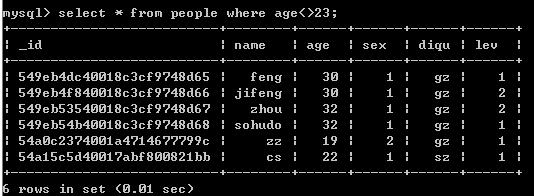 mysql> select * from people where age<>23;
+--------------------------+--------+------+------+------+------+
| _id                      | name   | age  | sex  | diqu | lev  |
+--------------------------+--------+------+------+------+------+
| 549eb4dc40018c3cf9748d65 |   feng |   30 |    1 |   gz |    1 |
| 549eb4f840018c3cf9748d66 | jifeng |   30 |    1 |   gz |    2 |
| 549eb53540018c3cf9748d67 |   zhou |   32 |    1 |   gz |    2 |
| 549eb54b40018c3cf9748d68 | sohudo |   32 |    1 |   gz |    1 |
| 54a0c2374001a4714677799c |     zz |   19 |    2 |   gz |    1 |
| 54a15c5d40017abf800821bb |     cs |   22 |    1 |   sz |    1 |
+--------------------------+--------+------+------+------+------+
6 rows in set (0.01 sec)